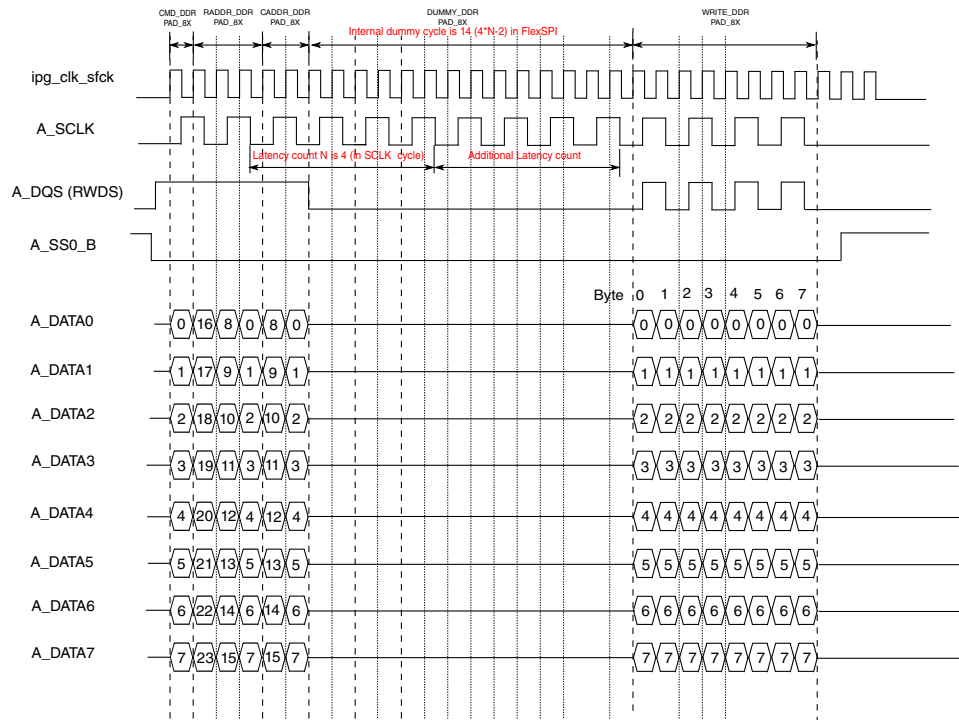 CMD_DDR RADDR_DDR CADDR_DDR DUMMY_DDR WRITE_DDR
PAD_8X PAD_8X PAD_8X PAD_8X PAD_8X
Internal dummy cycle is 14 (4*N-2) in FlexSPI
ipg_clk_sfck
A_SCLK
Latency count N is 4 (in SCLK cycle) Additional Latency count
A_DQS (RWDS)
A_SS0_B
Byte 0 1 2 3 4 5 6 7
A_DATA0 0 16 8 0 8 0 0 0 0 0 0 0 0 0
A_DATA1 1 17 9 1 9 1 1 1 1 1 1 1 1 1
A_DATA2 2 18 10 2 10 2 2 2 2 2 2 2 2 2
A_DATA3 3 19 11 3 11 3 3 3 3 3 3 3 3 3
A_DATA4 4 20 12 4 12 4 4 4 4 4 4 4 4 4
A_DATA5 5 21 13 5 13 5 5 5 5 5 5 5 5 5
A_DATA6 6 22 14 6 14 6 6 6 6 6 6 6 6 6
A_DATA7 7 23 15 7 15 7 7 7 7 7 7 7 7 7